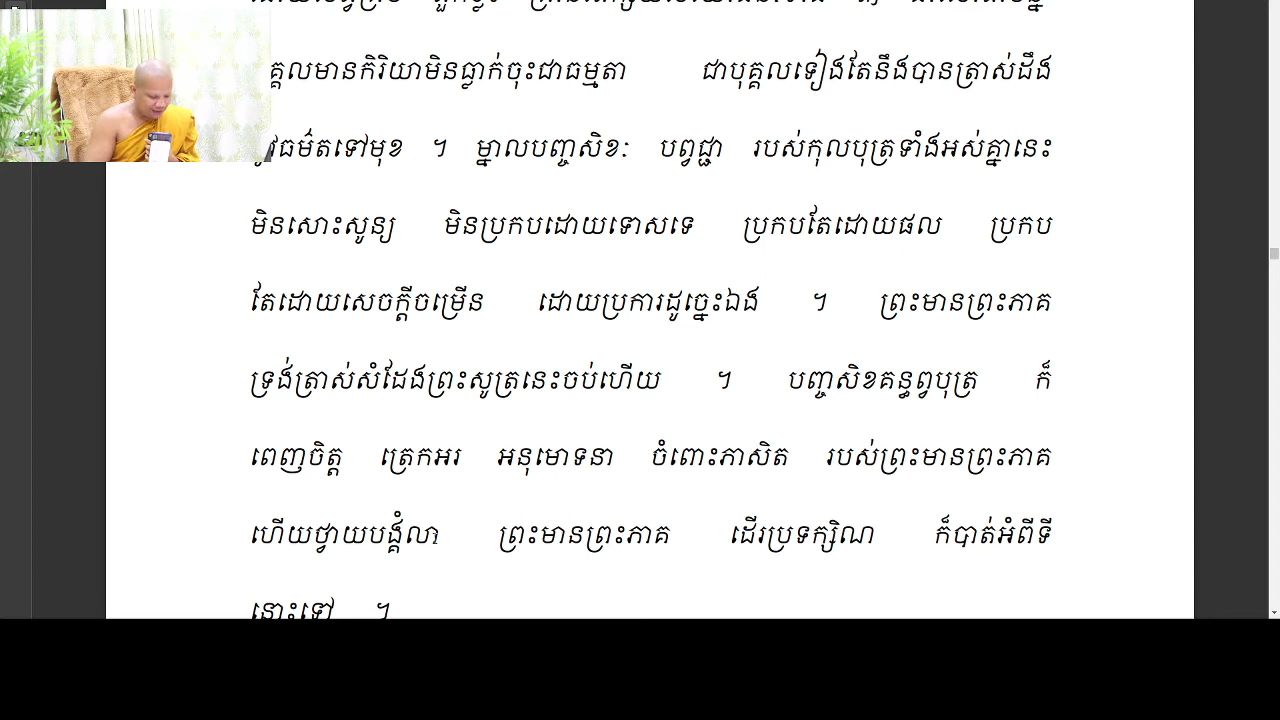 គ្គលមានកិរិយាមិនធ្លាក់ចុះជាធម្មតា ជាបុគ្គលទៀងតែនឹងបានត្រាស់ដឹង
ធម៌តទៅមុខ ។ ម្នាលបញ្ចសិខៈ បព្វជ្ជា របស់កុលបុត្រទាំងអស់គ្នានេះ
មិនសោះសូន្យ មិនប្រកបដោយទោសទេ ប្រកបតែដោយផល ប្រកប
តែដោយសេចក្តីចម្រើន ដោយប្រការដូច្នេះឯង ។ ព្រះមានព្រះភាគ
ទ្រង់ត្រាស់សំដែងព្រះសូត្រនេះចប់ហើយ ។ បញ្ចសិខគន្ធព្វបុត្រ ក៏
ពេញចិត្ត ត្រេកអរ អនុមោទនា ចំពោះភាសិត របស់ព្រះមានព្រះភាគ
ហើយថ្វាយបង្គំលា ព្រះមានព្រះភាគ ដើរប្រទក្សិណ ក៏បាត់អំពីទី
នោះទៅ ។